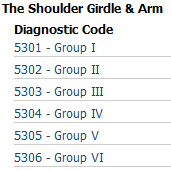 The Shoulder Girdle & Arm
Diagnostic Code
5301 - Group I
5302 - Group II
5303 - Group III
5304 - Group IV
5305 - Group V
5306 - Group VI